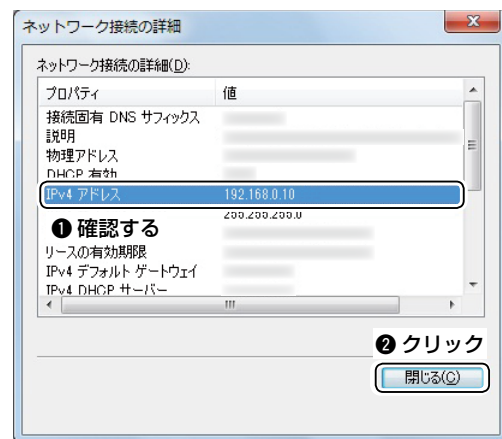 ネットワーク接続の詳細
ネットワーク接続の詳細(D):
プロパティ 値
接続固有 DNS サフィックス
説明
物理アドレス
DHCP 有効
IPv4 アドレス 192.168.0.10
255.255.255.0
❶ 確認する
リースの有効期限
IPv4 デフォルト ゲートウェイ
IPv4 DHCP サーバー
❷ クリック
閉じる(C)